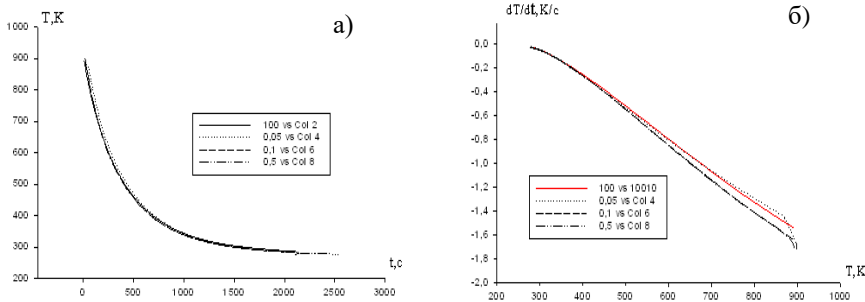 T,K
а)
1000
900
800
700
600
500
400
300
200
100 vs Col 2
0,05 vs Col 4
0,1 vs Col 6
0,5 vs Col 8
t,c
-500
0
500
1000
1500
2000
2500
3000
dT/dt, K/c
б)
0,0
-0,2
-0,4
-0,6
-0,8
-1,0
-1,2
-1,4
-1,6
-1,8
-2,0
100 vs 10010
0,05 vs Col 4
0,1 vs Col 6
0,5 vs Col 8
T,K
200
300
400
500
600
700
800
900
1000